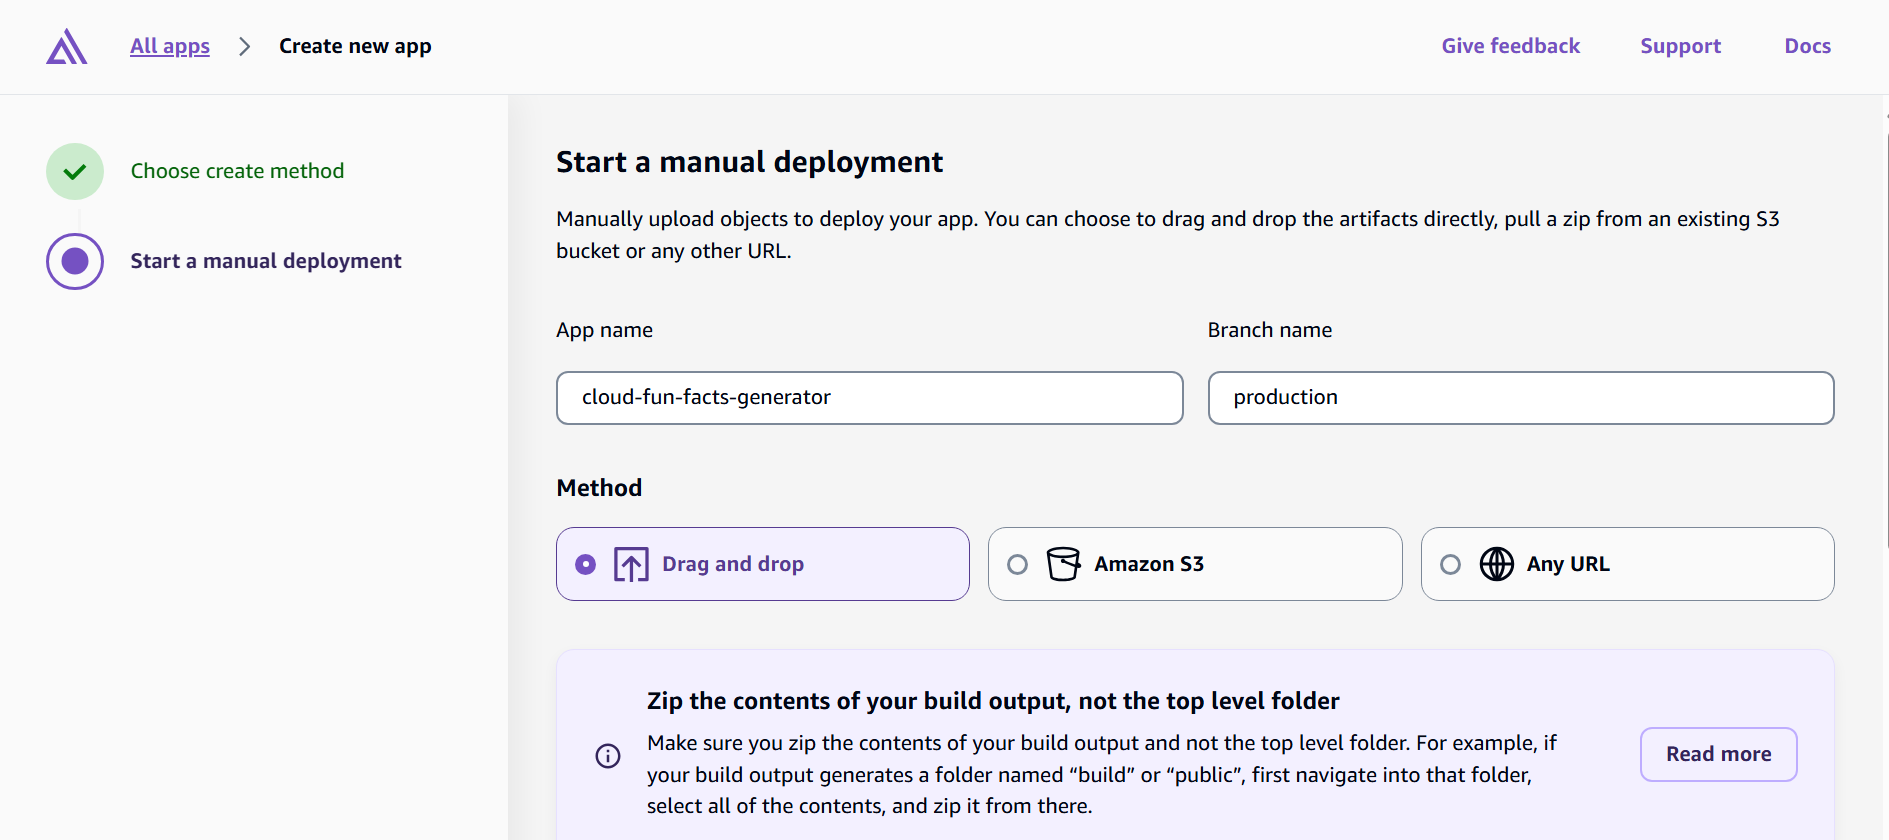 All apps
Create new app
Give feedback
Support
Docs
Choose create method
Start a manual deployment
Start a manual deployment
Manually upload objects to deploy your app. You can choose to drag and drop the artifacts directly, pull a zip from an existing S3
bucket or any other URL.
App name
Branch name
cloud-fun-facts-generator
production
Method
Drag and drop
Amazon S3
Any URL
Zip the contents of your build output, not the top level folder
Make sure you zip the contents of your build output and not the top level folder. For example, if
your build output generates a folder named “build” or “public”, first navigate into that folder,
select all of the contents, and zip it from there.
Read more